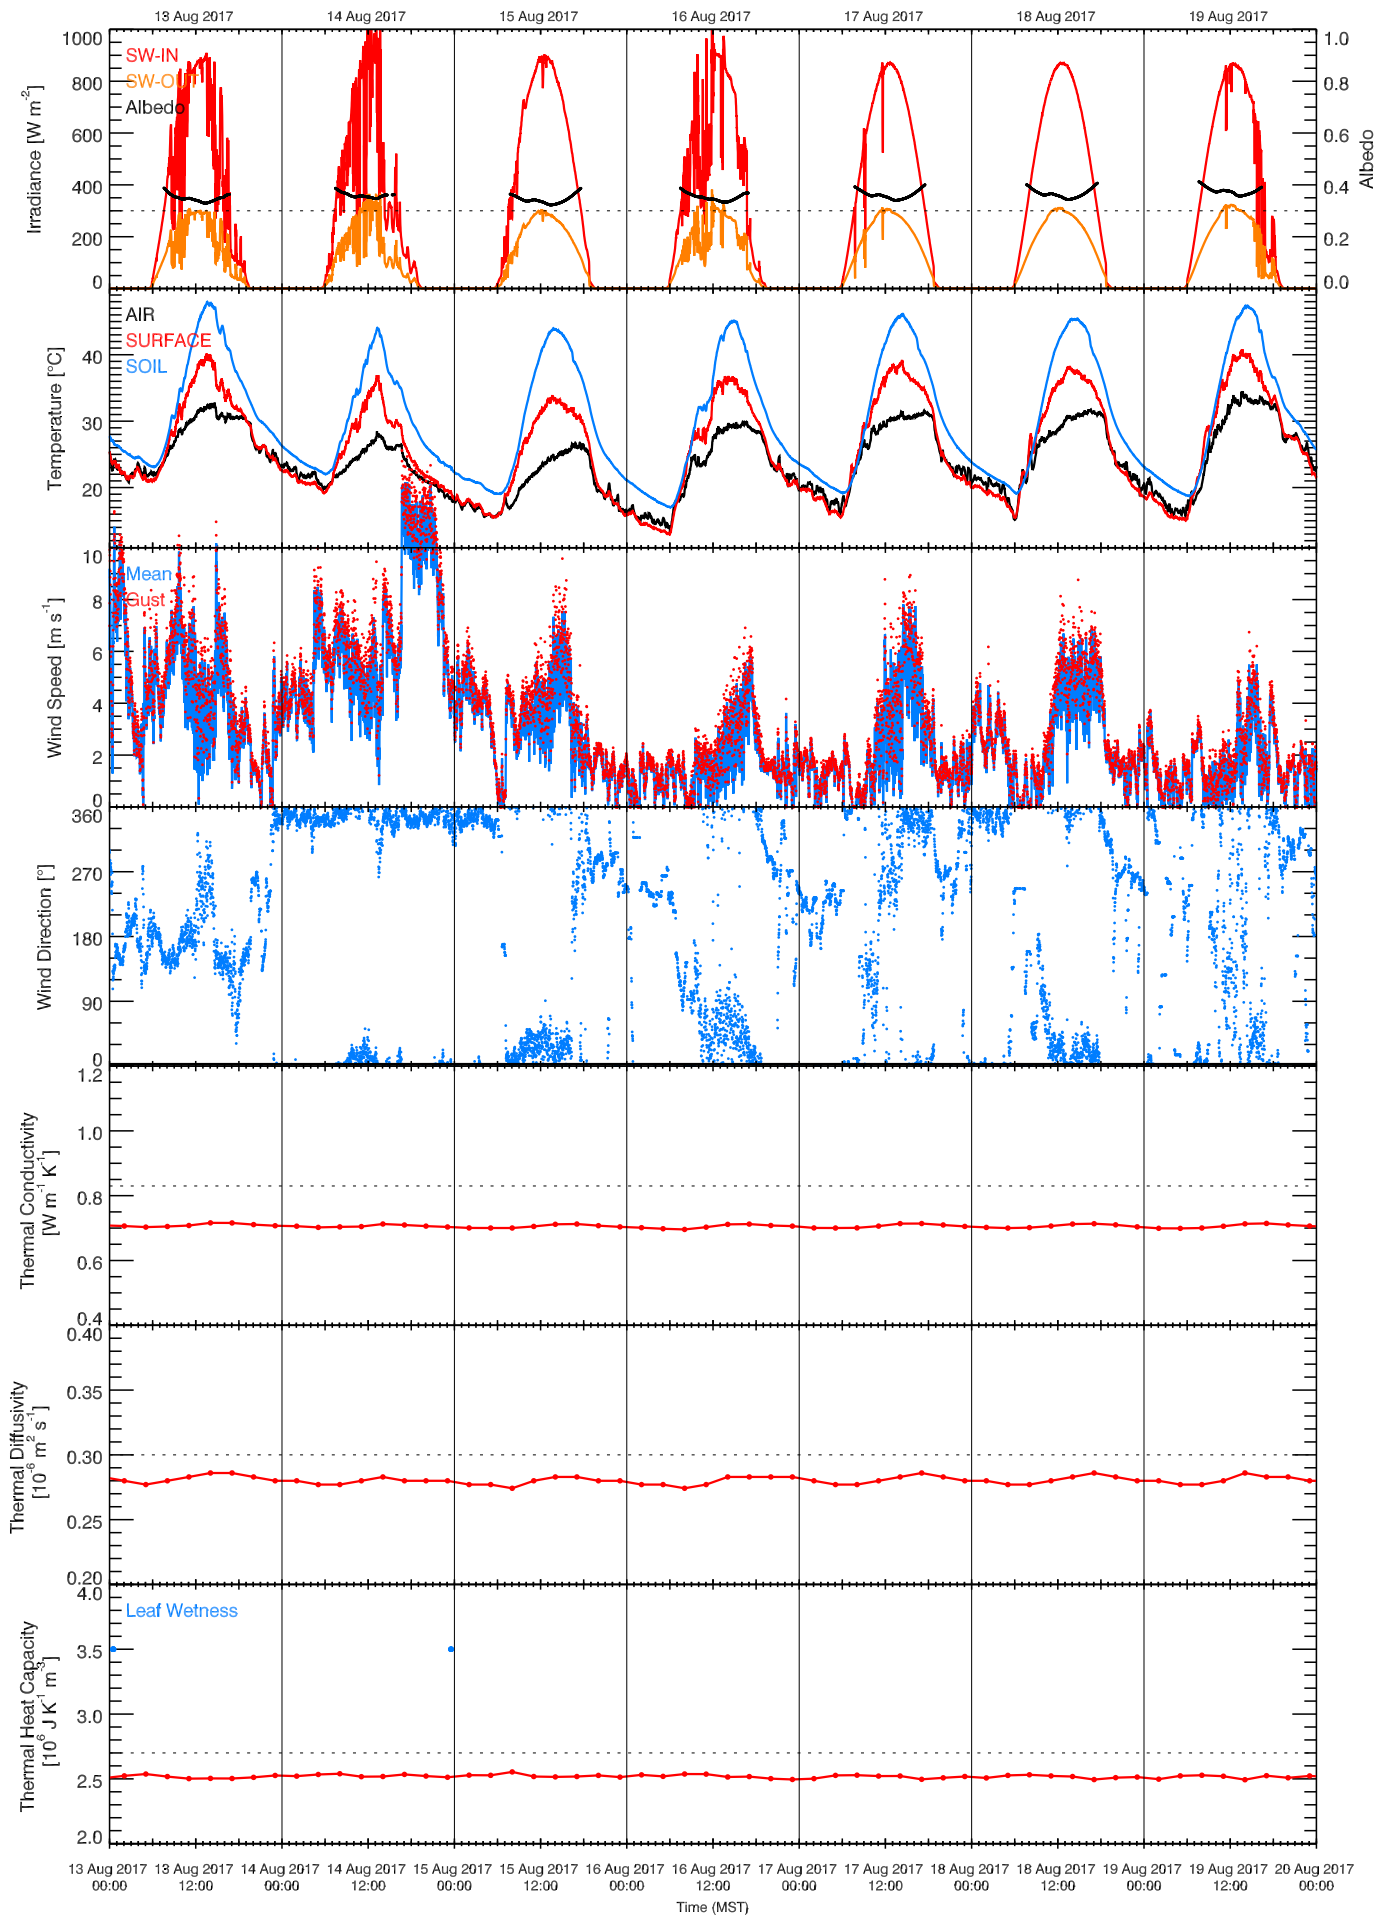 13 Aug 2017 14 Aug 2017 15 Aug 2017 16 Aug 2017 17 Aug 2017 18 Aug 2017 19 Aug 2017
Irradiance [W m-2]
1000
800
600
400
200
0
SW-IN
SW-OUT
Albedo
1.0
0.8
0.6
0.4
0.2
0.0
Albedo
Temperature [°C]
40
30
20
AIR
SURFACE
SOIL
Wind Speed [m s-1]
10
8
6
4
2
0
Mean
Gust
Wind Direction [°]
360
270
180
90
0
Thermal Conductivity
[W m-1 K-1]
1.2
1.0
0.8
0.6
0.4
Thermal Diffusivity
[10-6 m2 s-1]
0.40
0.35
0.30
0.25
0.20
Thermal Heat Capacity
[106 J K-1 m-3]
4.0
3.5
3.0
2.5
2.0
Leaf Wetness
13 Aug 2017 13 Aug 2017 14 Aug 2017 14 Aug 2017 15 Aug 2017 15 Aug 2017 16 Aug 2017 16 Aug 2017 17 Aug 2017 17 Aug 2017 18 Aug 2017 18 Aug 2017 19 Aug 2017 19 Aug 2017 20 Aug 2017
00:00 12:00 00:00 12:00 00:00 12:00 00:00 12:00 00:00 12:00 00:00 12:00 00:00 12:00 00:00
Time (MST)